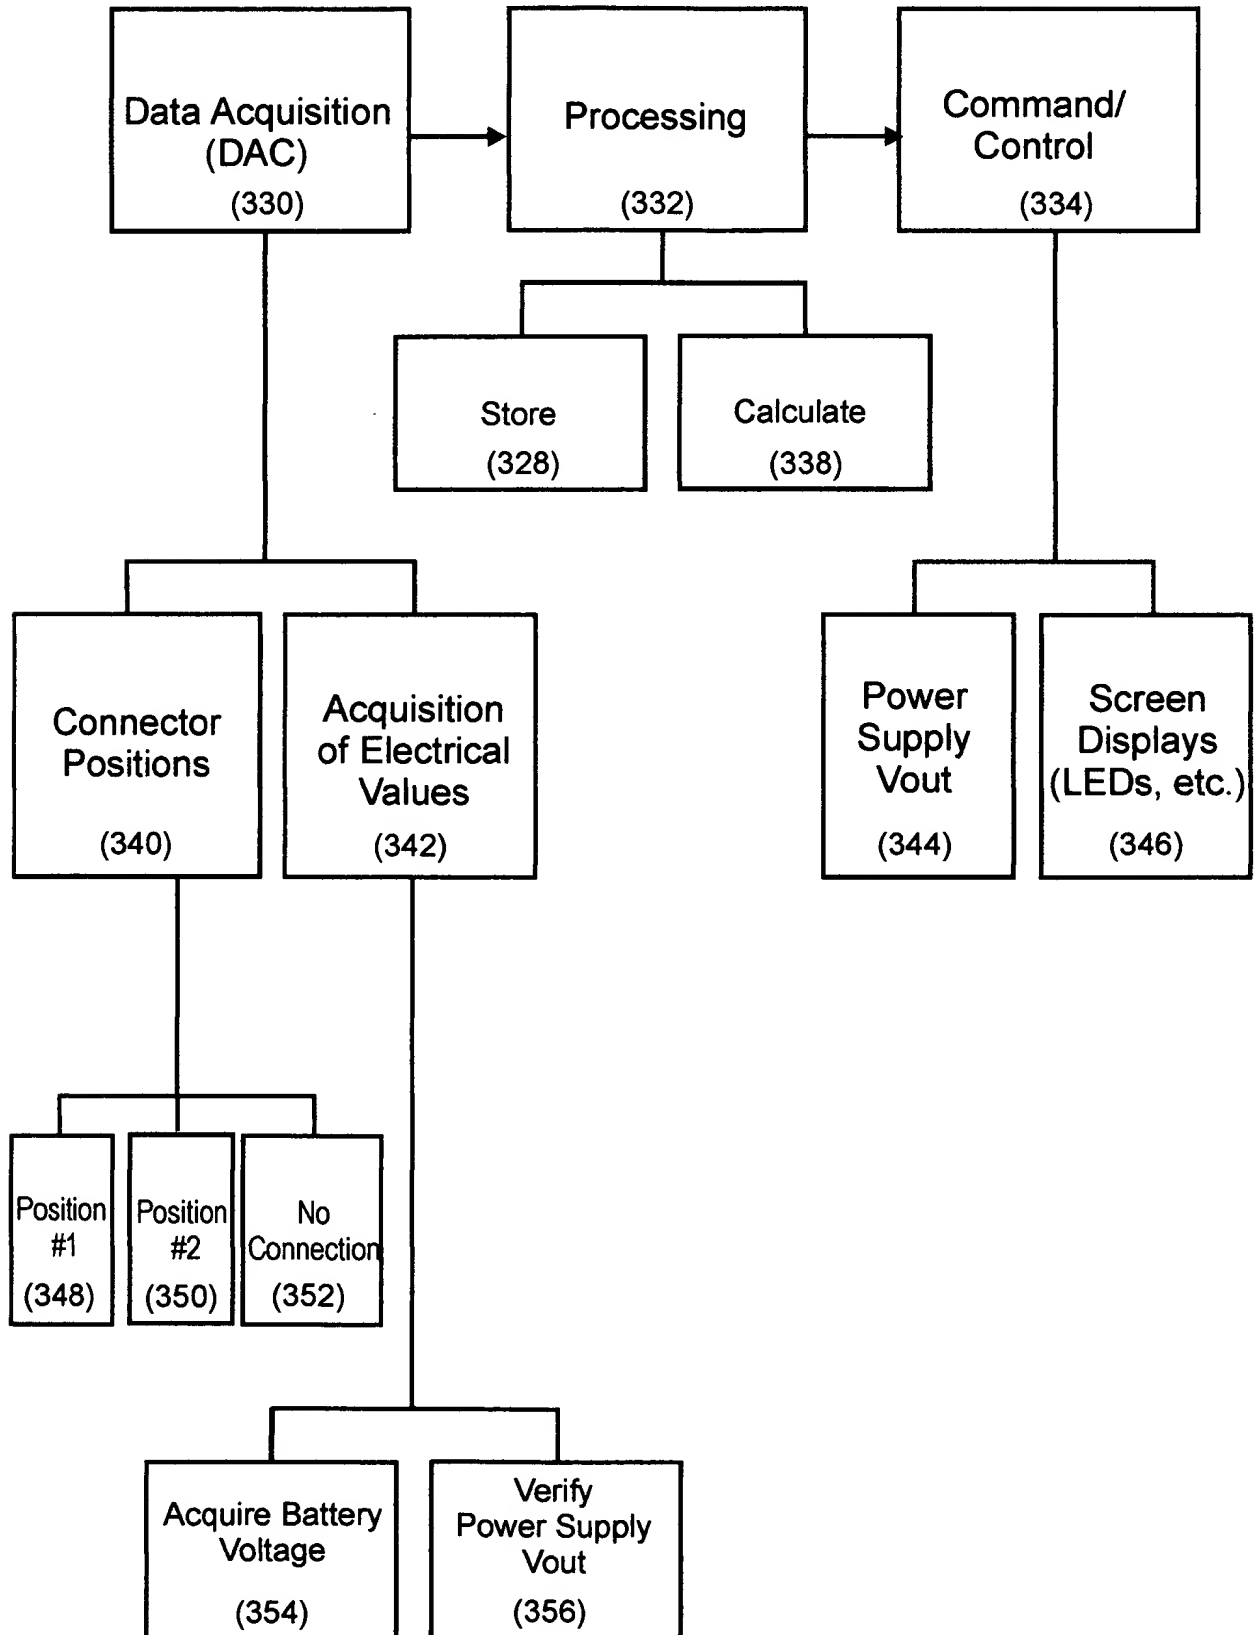 Data Acquisition
(DAC)
(330)
Processing
(332)
Command/
Control
(334)
Store
(328)
Calculate
(338)
Connector
Positions
(340)
Acquisition
of Electrical
Values
(342)
Power
Supply
Vout
(344)
Screen
Displays
(LEDs, etc.)
(346)
Position
#1
(348)
Position
#2
(350)
No
Connection
(352)
Acquire Battery
Voltage
(354)
Verify
Power Supply
Vout
(356)